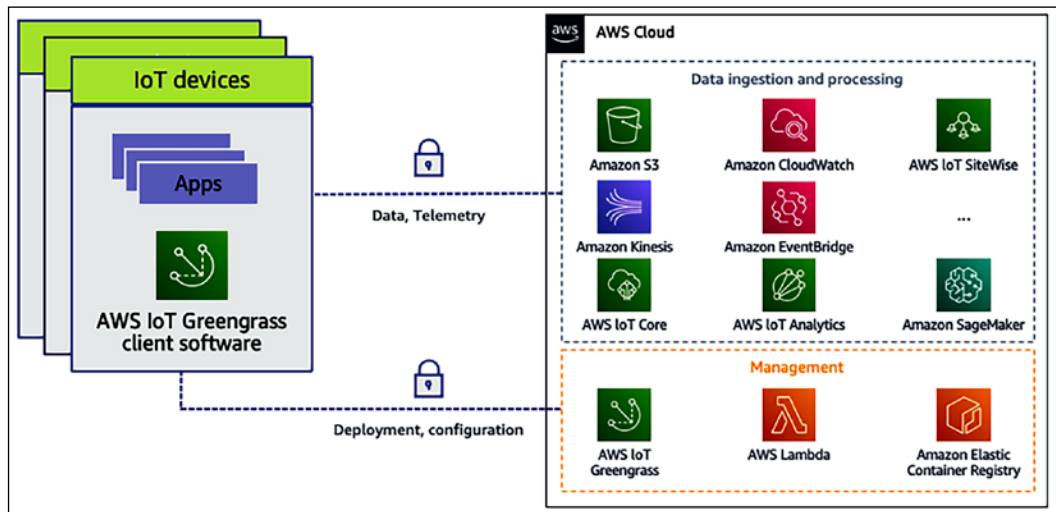 aws
AWS Cloud
IoT devices
Apps
AWS IoT Greengrass
client software
Data, Telemetry
Deployment, configuration
Data ingestion and processing
Amazon S3
Amazon CloudWatch
AWS IoT SiteWise
Amazon Kinesis
Amazon EventBridge
...
AWS IoT Core
AWS IoT Analytics
Amazon SageMaker
Management
AWS IoT
Greengrass
AWS Lambda
Amazon Elastic
Container Registry